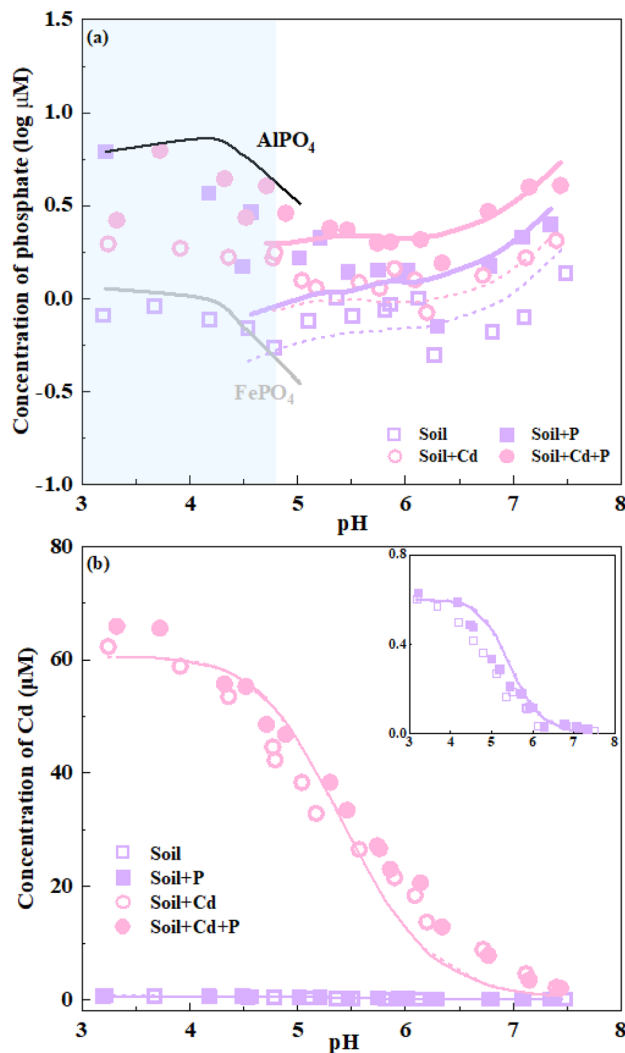 (a)
Concentration of phosphate (log μM)
1.5
1.0
0.5
0.0
-0.5
-1.0
AlPO4
FePO4
Soil
Soil+P
Soil+Cd
Soil+Cd+P
3 4 5 6 7 8
pH
(b)
Concentration of Cd (μM)
80
60
40
20
0
0.8
0.4
0.0
3 4 5 6 7 8
Soil
Soil+P
Soil+Cd
Soil+Cd+P
3 4 5 6 7 8
pH